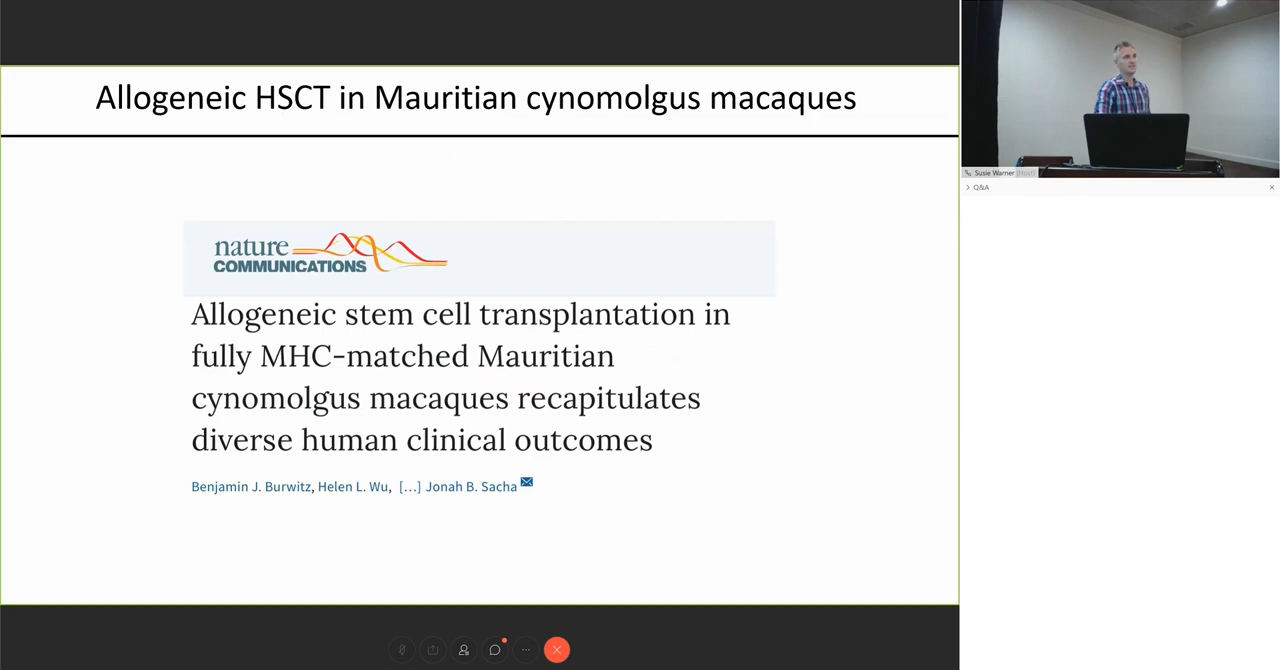 Allogeneic HSCT in Mauritian cynomolgus macaques
nature
COMMUNICATIONS
Allogeneic stem cell transplantation in
fully MHC-matched Mauritian
cynomolgus macaques recapitulates
diverse human clinical outcomes
Benjamin J. Burwitz, Helen L. Wu, [...] Jonah B. Sacha
Susie Warner (Host)
Q&A